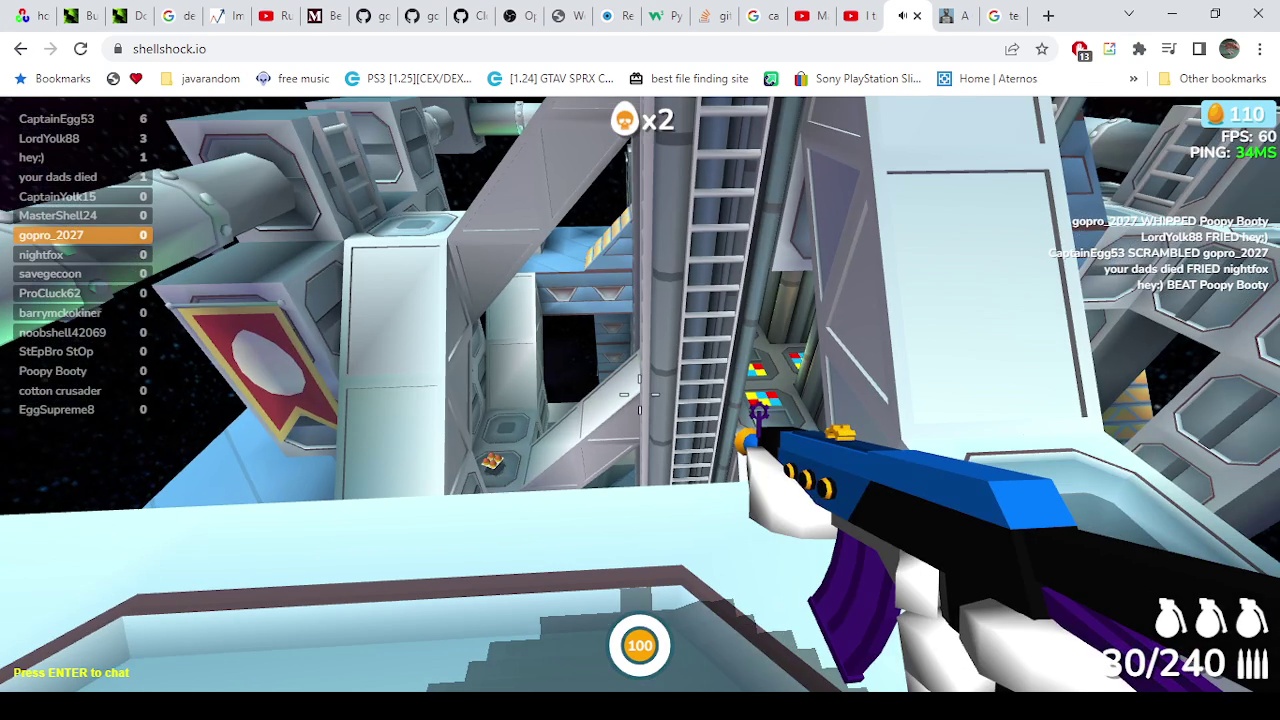 hc
Bu
Dc
de
Im
Ru
Be
gc
gc
Cl
Op
W
Re
Py
git
ca
M
I t
A
te
shellshock.io
13
Bookmarks
javarandom
free music
PS3 [1.25](CEX/DEX...
[1.24] GTAV SPRX C...
best file finding site
Sony PlayStation Sli...
Home | Aternos
»
Other bookmarks
CaptainEgg53 6
LordYolk88 3
hey:) 1
your dads died 1
CaptainYolk15 0
MasterShell24 0
gopro_2027 0
nightfox 0
savegecoon 0
ProCluck62 0
barrymckokiner 0
noobshell42069 0
StEpBro StOp 0
Poopy Booty 0
cotton crusader 0
EggSupreme8 0
x2
110
FPS: 60
PING: 34MS
gopro_2027 WHIPPED Poopy Booty
LordYolk88 FRIED hey:)
CaptainEgg53 SCRAMBLED gopro_2027
your dads died FRIED nightfox
hey:) BEAT Poopy Booty
100
Press ENTER to chat
30/240